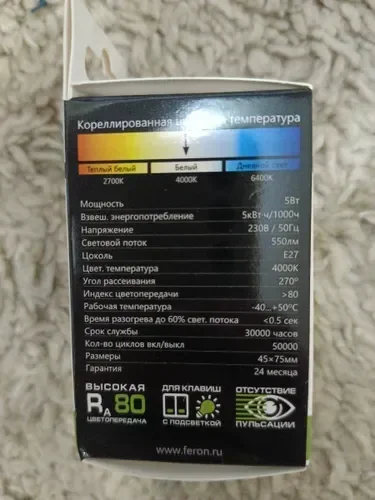 Кореллированная температура
Теплый белый Белый Дневной свет
2700K 4000K 6400K
Мощность 5Вт
Взвеш. энергопотребление 5кВт·ч/1000ч
Напряжение 230В / 50Гц
Световой поток 550лм
Цоколь E27
Цвет. температура 4000K
Угол рассеивания 270°
Индекс цветопередачи >80
Рабочая температура -40...+50°C
Время разогрева до 60% свет. потока <0.5 сек
Срок службы 30000 часов
Кол-во циклов вкл/выкл 50000
Размеры 45×75мм
Гарантия 24 месяца
ВЫСОКАЯ
RA 80
ЦВЕТОПЕРЕДАЧА
ДЛЯ КЛАВИШ
С ПОДСВЕТКОЙ
ОТСУТСТВИЕ
ПУЛЬСАЦИИ
www.feron.ru